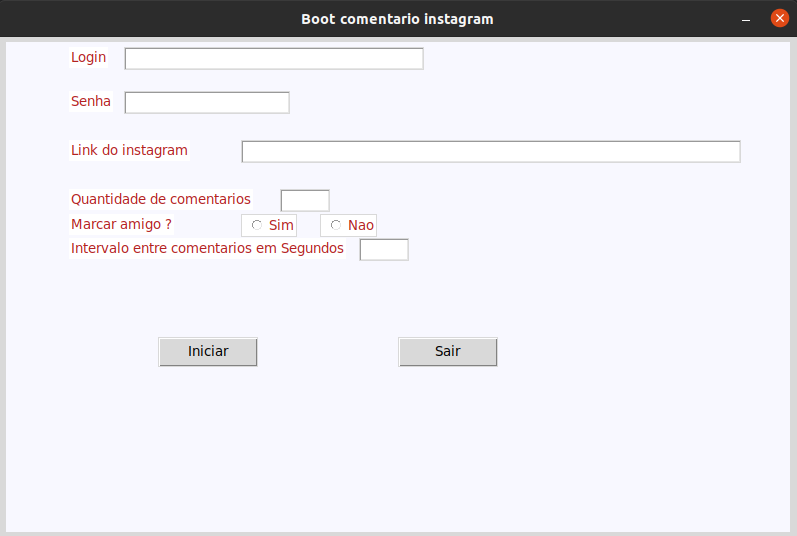 Boot comentario instagram
Login
Senha
Link do instagram
Quantidade de comentarios
Marcar amigo ? Sim Nao
Intervalo entre comentarios em Segundos
Iniciar Sair